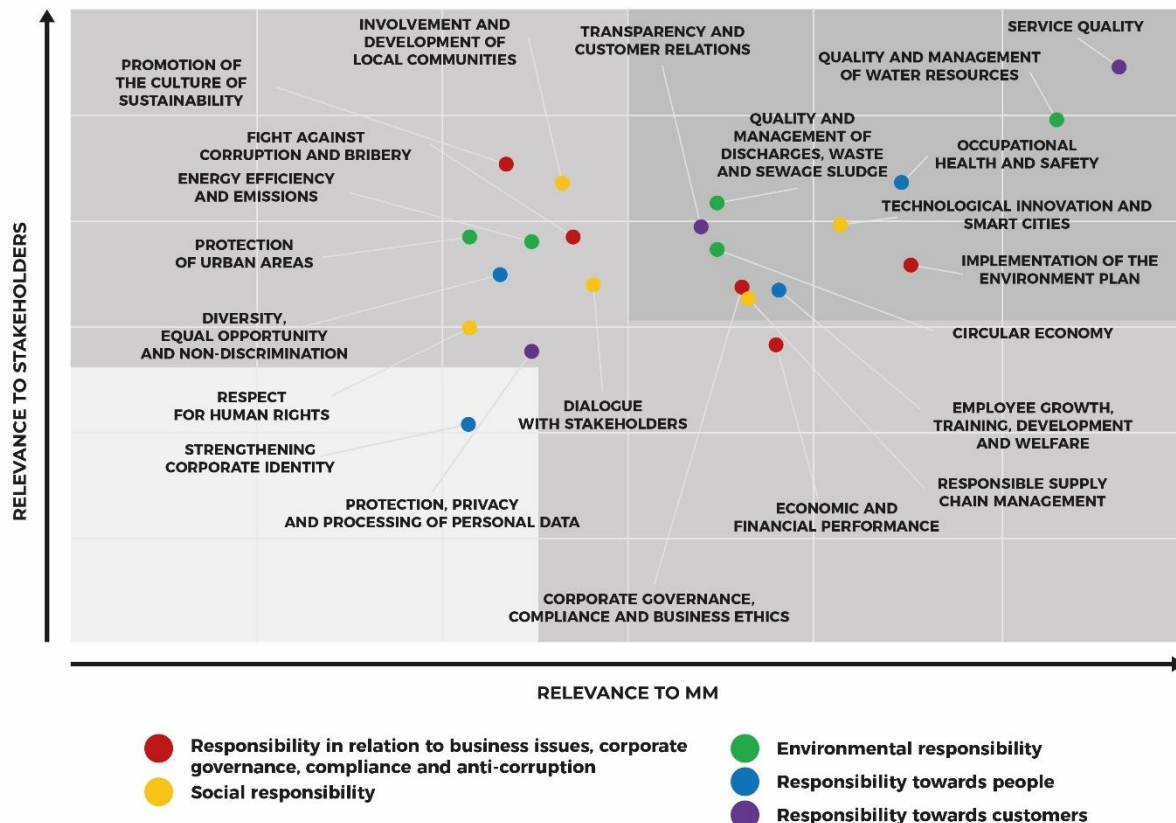 SERVICE QUALITY
INVOLVEMENT AND
DEVELOPMENT OF
LOCAL COMMUNITIES
TRANSPARENCY AND
CUSTOMER RELATIONS
QUALITY AND MANAGEMENT
OF WATER RESOURCES
PROMOTION OF
THE CULTURE OF
SUSTAINABILITY
QUALITY AND
MANAGEMENT OF
DISCHARGES, WASTE
AND SEWAGE SLUDGE
FIGHT AGAINST
CORRUPTION AND BRIBERY
OCCUPATIONAL
HEALTH AND SAFETY
ENERGY EFFICIENCY
AND EMISSIONS
TECHNOLOGICAL INNOVATION AND
SMART CITIES
PROTECTION
OF URBAN AREAS
IMPLEMENTATION OF THE
ENVIRONMENT PLAN
DIVERSITY,
EQUAL OPPORTUNITY
AND NON-DISCRIMINATION
CIRCULAR ECONOMY
RESPECT
FOR HUMAN RIGHTS
DIALOGUE
WITH STAKEHOLDERS
EMPLOYEE GROWTH,
TRAINING, DEVELOPMENT
AND WELFARE
STRENGTHENING
CORPORATE IDENTITY
RESPONSIBLE SUPPLY
CHAIN MANAGEMENT
PROTECTION, PRIVACY
AND PROCESSING OF PERSONAL DATA
ECONOMIC AND
FINANCIAL PERFORMANCE
CORPORATE GOVERNANCE,
COMPLIANCE AND BUSINESS ETHICS
RELEVANCE TO STAKEHOLDERS
RELEVANCE TO MM
Responsibility in relation to business issues, corporate
governance, compliance and anti-corruption
Social responsibility
Environmental responsibility
Responsibility towards people
Responsibility towards customers